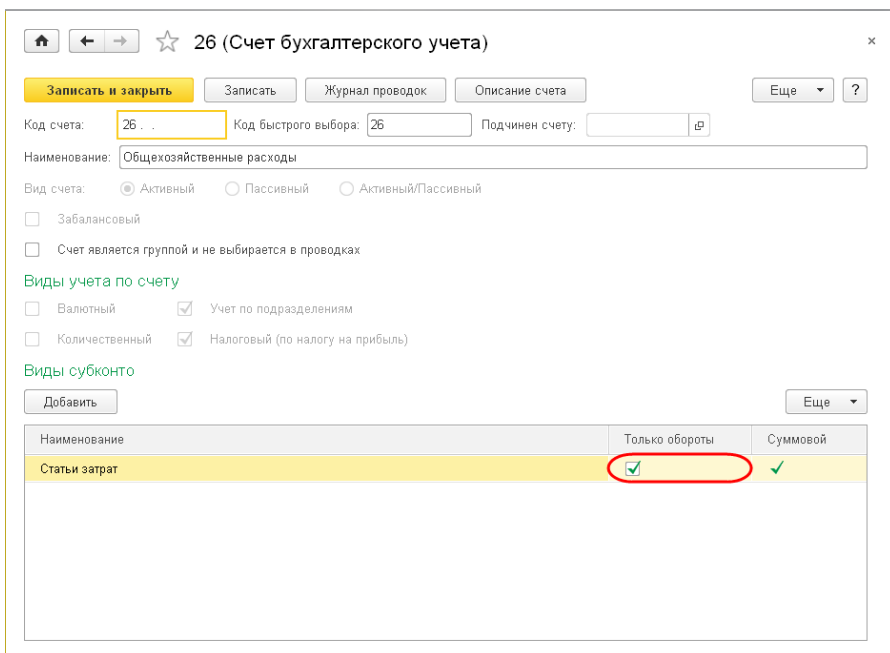 26 (Счет бухгалтерского учета)
Записать и закрыть Записать Журнал проводок Описание счета Еще ?
Код счета: 26 . . Код быстрого выбора: 26 Подчинен счету:
Наименование: Общехозяйственные расходы
Вид счета: Активный Пассивный Активный/Пассивный
Забалансовый
Счет является группой и не выбирается в проводках
Виды учета по счету
Валютный Учет по подразделениям
Количественный Налоговый (по налогу на прибыль)
Виды субконто
Добавить Еще
Наименование Только обороты Суммовой
Статьи затрат